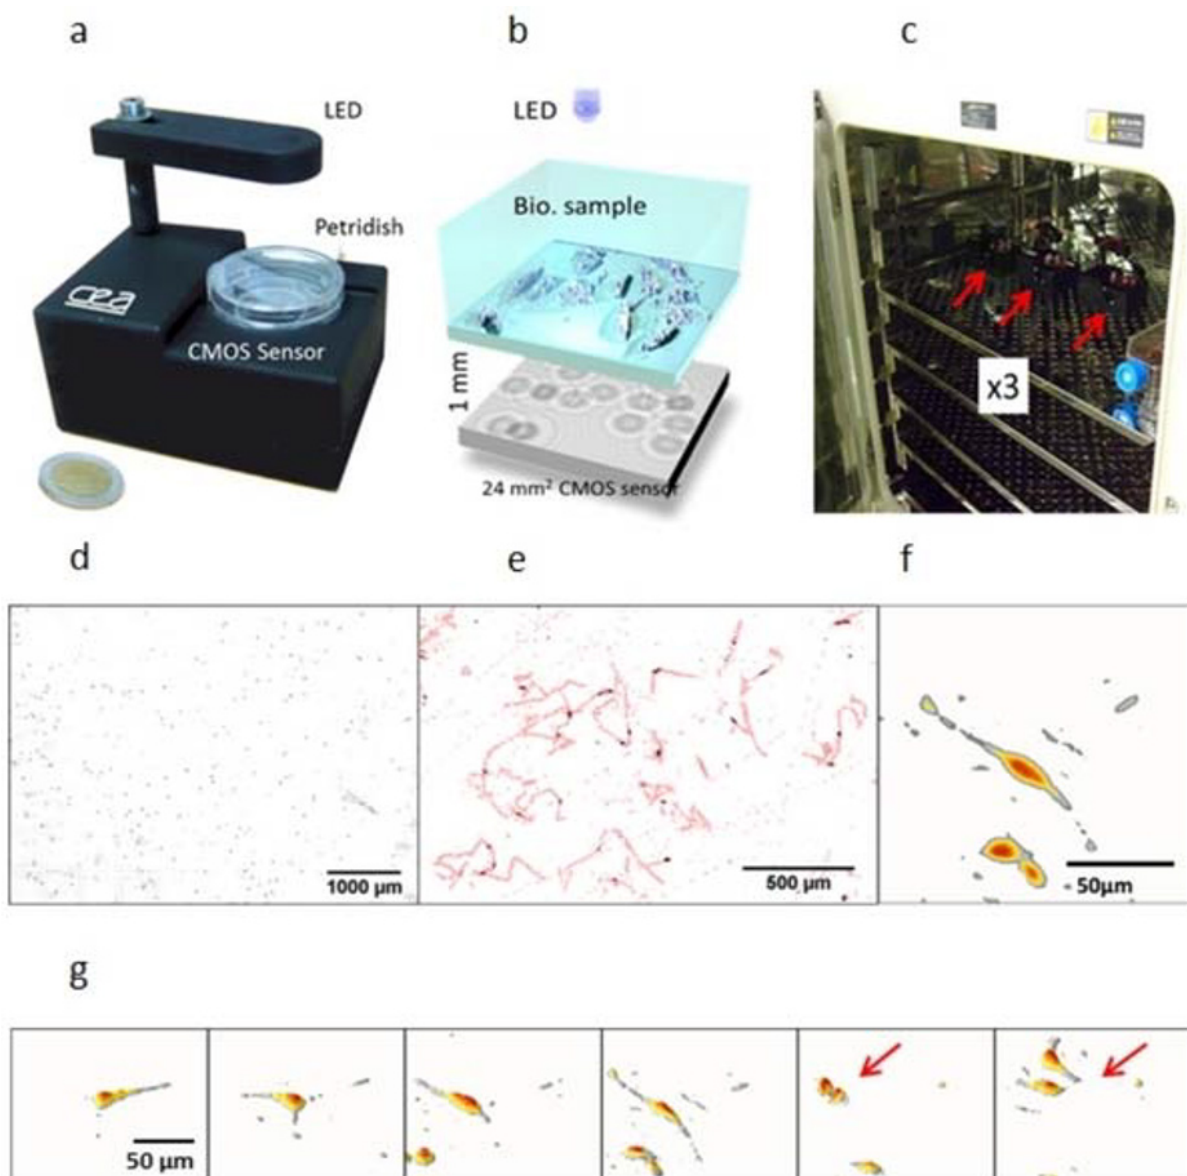 a
b
c
LED
LED
Petridish
Bio. sample
cea
CMOS Sensor
1 mm
x3
24 mm² CMOS sensor
d
e
f
1000 µm
500 µm
50µm
g
50 µm